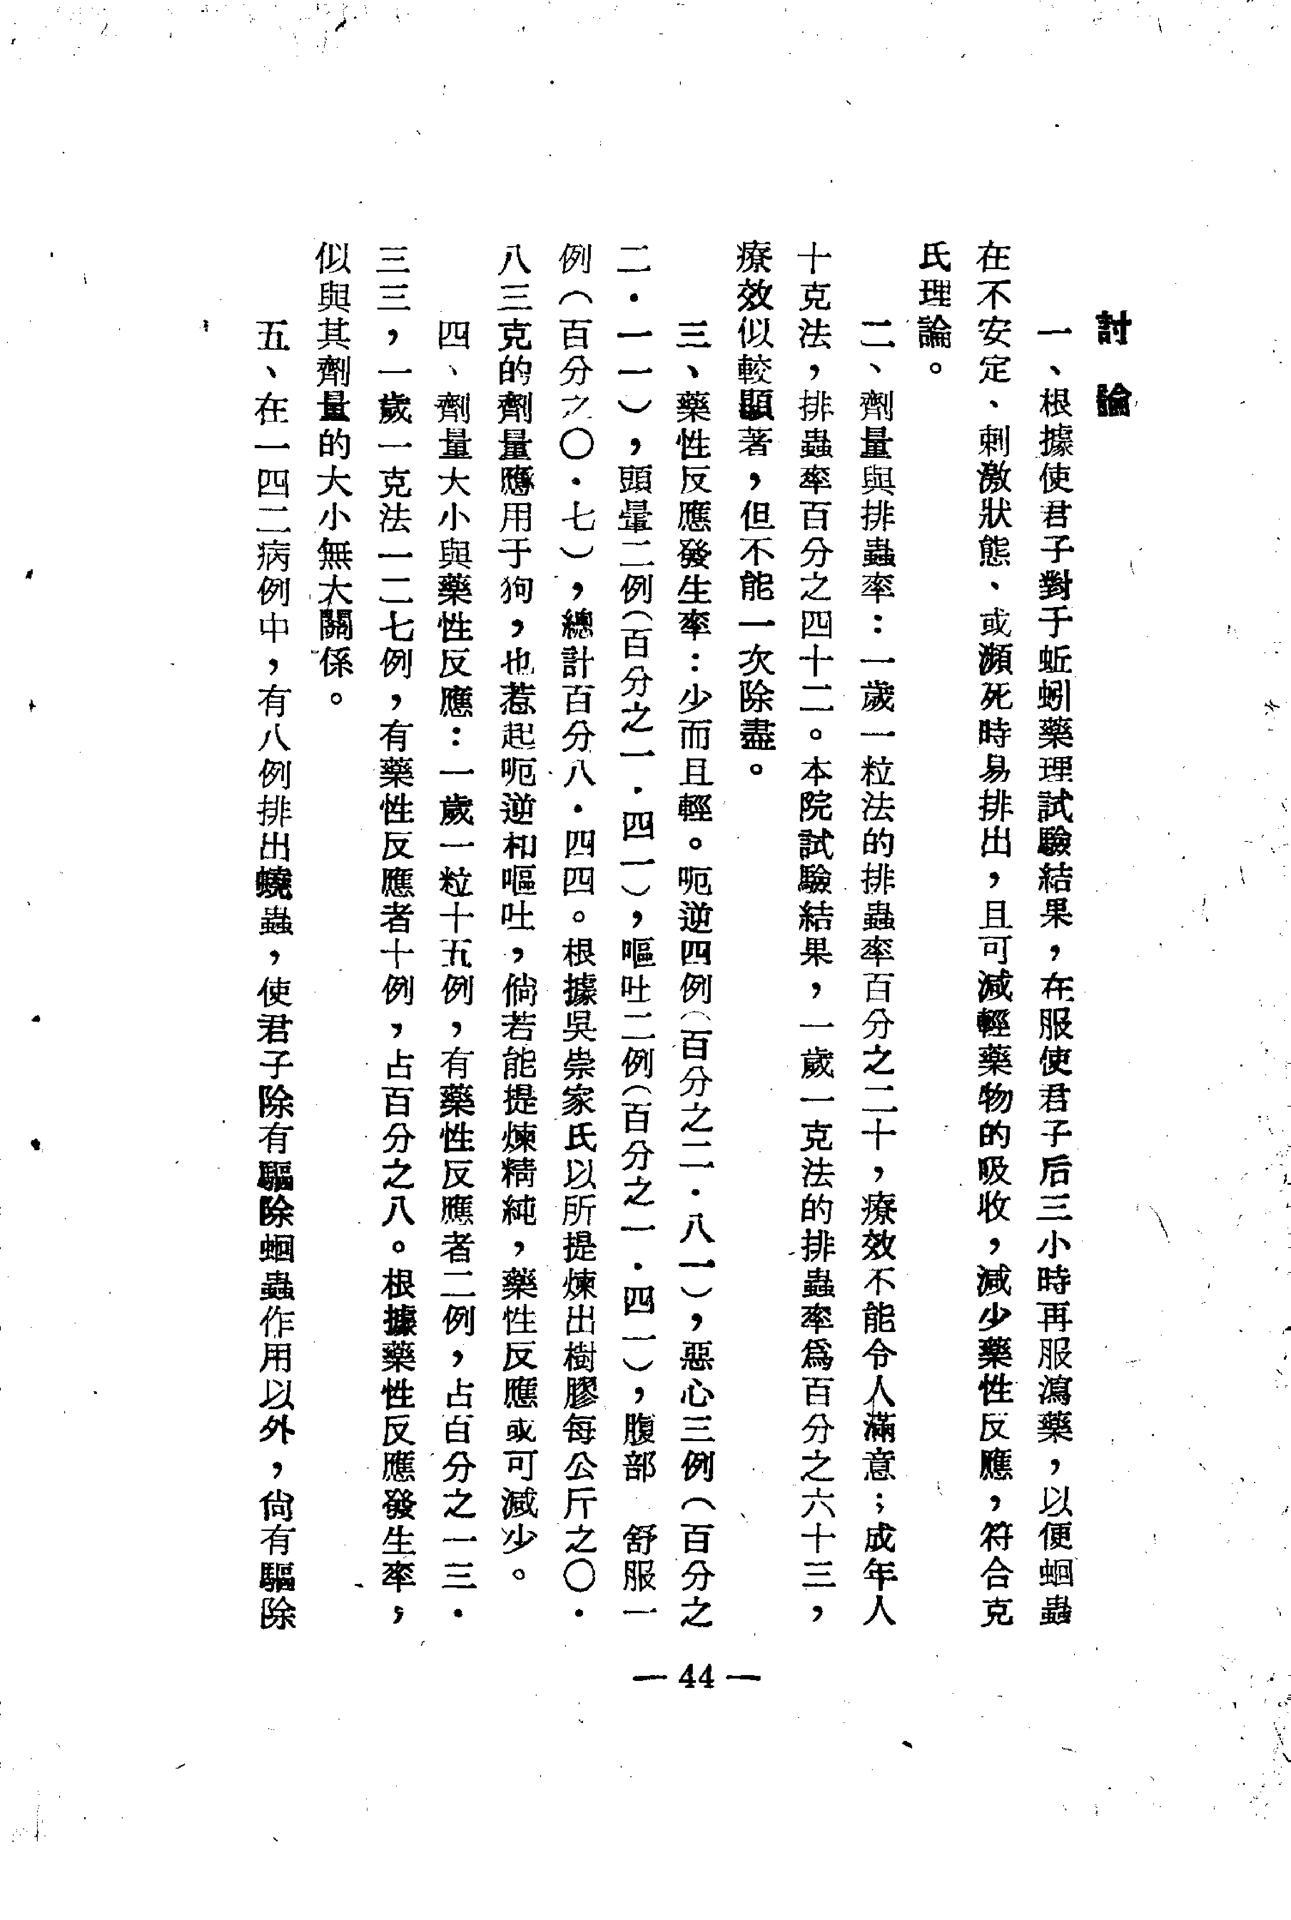 討論
一、根據使君子對于蚯蚓藥理試驗結果，在服使君子后三小時再服瀉藥，以便蛔蟲
在不安定、刺激狀態、或瀕死時易排出，且可減輕藥物的吸收，減少藥性反應，符合克
氏理論。
二、劑量與排蟲率：一歲一粒法的排蟲率百分之二十，療效不能令人滿意；成年人
十克法，排蟲率百分之四十二。本院試驗結果，一歲一克法的排蟲率爲百分之六十三，
療效似較顯著，但不能一次除盡。
三、藥性反應發生率：少而且輕。呃逆四例（百分之二·八一），惡心三例（百分之
二·一一），頭暈二例（百分之一·四一），嘔吐二例（百分之一·四一），腹部 舒服一
例（百分之〇·七），總計百分八·四四。根據吳崇家氏以所提煉出樹膠每公斤之〇·
八三克的劑量應用于狗，也惹起呃逆和嘔吐，倘若能提煉精純，藥性反應或可減少。
四、劑量大小與藥性反應：一歲一粒十五例，有藥性反應者二例，占百分之一三·
三三，一歲一克法一二七例，有藥性反應者十例，占百分之八。根據藥性反應發生率，
似與其劑量的大小無大關係。
五、在一四二病例中，有八例排出蟯蟲，使君子除有驅除蛔蟲作用以外，尙有驅除
— 44 —